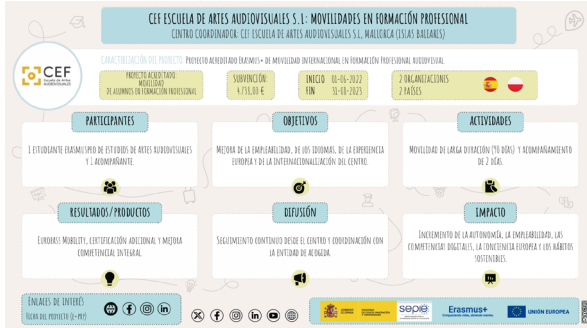 CEF ESCUELA DE ARTES AUDIOVISUALES S.L: MOVILIDADES EN FORMACIÓN PROFESIONAL
CENTRO COORDINADOR: CEF ESCUELA DE ARTES AUDIOVISUALES S.L, MALLORCA (ISLAS BALEARIS)
CARACTERIZACIÓN DEL PROYECTO: PROYECTO ACREDITADO ERASMUS+ DE MOVILIDAD INTERNACIONAL EN FORMACIÓN PROFESIONAL AUDIOVISUAL.
CEF
Escuela de Artes
AUDIOVISUALES
PROYECTO ACREDITADO
MOVILIDAD
DE ALUMNOS EN FORMACIÓN PROFESIONAL
SUBVENCIÓN:
4.738,00 €
INICIO 01-06-2022
FIN 31-08-2023
2 ORGANIZACIONES
2 PAÍSES
PARTICIPANTES
1 ESTUDIANTE ERASMUSPRO DE ESTUDIOS DE ARTES AUDIOVISUALES
Y 1 ACOMPAÑANTE.
OBJETIVOS
MEJORA DE LA EMPLEABILIDAD, DE LOS IDIOMAS, DE LA EXPERIENCIA
EUROPEA Y DE LA INTERNACIONALIZACIÓN DEL CENTRO.
ACTIVIDADES
MOVILIDAD DE LARGA DURACIÓN (90 DÍAS) Y ACOMPAÑAMIENTO
DE 2 DÍAS.
RESULTADOS/PRODUCTOS
EUROPASS MOBILITY, CERTIFICACIÓN ADICIONAL Y MEJORA
COMPETENCIAL INTEGRAL.
DIFUSIÓN
SEGUIMIENTO CONTINUO DESDE EL CENTRO Y COORDINACIÓN CON
LA ENTIDAD DE ACOGIDA.
IMPACTO
INCREMENTO DE LA AUTONOMÍA, LA EMPLEABILIDAD, LAS
COMPETENCIAS DIGITALES, LA CONCIENCIA EUROPEA Y LOS HÁBITOS
SOSTENIBLES.
ENLACES DE INTERÉS
FICHA DEL PROYECTO (E+PRP)
sepie
Erasmus+
UNIÓN EUROPEA